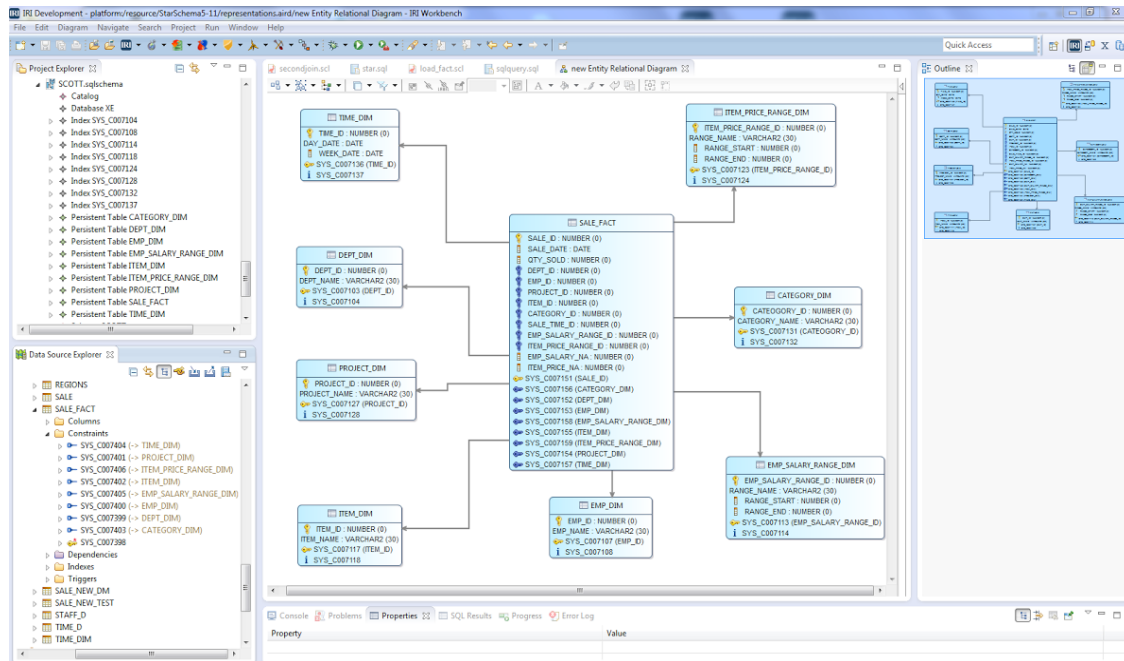 IRI Development - platform:/resource/StarSchema5-11/representations.aird/new Entity Relational Diagram - IRI Workbench
File Edit Diagram Navigate Search Project Run Window Help
Quick Access
IRI
Project Explorer
SCOTT.sqlschema
Catalog
Database XE
Index SYS_C007104
Index SYS_C007108
Index SYS_C007114
Index SYS_C007118
Index SYS_C007124
Index SYS_C007128
Index SYS_C007132
Index SYS_C007137
Persistent Table CATEGORY_DIM
Persistent Table DEPT_DIM
Persistent Table EMP_DIM
Persistent Table EMP_SALARY_RANGE_DIM
Persistent Table ITEM_DIM
Persistent Table ITEM_PRICE_RANGE_DIM
Persistent Table PROJECT_DIM
Persistent Table SALE_FACT
Persistent Table TIME_DIM
Data Source Explorer
REGIONS
SALE
SALE_FACT
Columns
Constraints
SYS_C007404 (-> TIME_DIM)
SYS_C007401 (-> PROJECT_DIM)
SYS_C007406 (-> ITEM_PRICE_RANGE_DIM)
SYS_C007402 (-> ITEM_DIM)
SYS_C007405 (-> EMP_SALARY_RANGE_DIM)
SYS_C007400 (-> EMP_DIM)
SYS_C007399 (-> DEPT_DIM)
SYS_C007403 (-> CATEGORY_DIM)
SYS_C007398
Dependencies
Indexes
Triggers
SALE_NEW_DM
SALE_NEW_TEST
STAFF_D
TIME_D
TIME_DIM
secondjoin.scl star.sql load_fact.scl sqlquery.sql new Entity Relational Diagram
TIME_DIM
TIME_ID : NUMBER (0)
DAY_DATE : DATE
WEEK_DATE : DATE
SYS_C007136 (TIME_ID)
SYS_C007137
ITEM_PRICE_RANGE_DIM
ITEM_PRICE_RANGE_ID : NUMBER (0)
RANGE_NAME : VARCHAR2 (30)
RANGE_START : NUMBER (0)
RANGE_END : NUMBER (0)
SYS_C007123 (ITEM_PRICE_RANGE_ID)
SYS_C007124
SALE_FACT
SALE_ID : NUMBER (0)
SALE_DATE : DATE
QTY_SOLD : NUMBER (0)
DEPT_ID : NUMBER (0)
EMP_ID : NUMBER (0)
PROJECT_ID : NUMBER (0)
ITEM_ID : NUMBER (0)
CATEGORY_ID : NUMBER (0)
SALE_TIME_ID : NUMBER (0)
EMP_SALARY_RANGE_ID : NUMBER (0)
ITEM_PRICE_RANGE_ID : NUMBER (0)
EMP_SALARY_NA : NUMBER (0)
ITEM_PRICE_NA : NUMBER (0)
SYS_C007151 (SALE_ID)
SYS_C007156 (CATEGORY_DIM)
SYS_C007152 (DEPT_DIM)
SYS_C007153 (EMP_DIM)
SYS_C007158 (EMP_SALARY_RANGE_DIM)
SYS_C007155 (ITEM_DIM)
SYS_C007159 (ITEM_PRICE_RANGE_DIM)
SYS_C007154 (PROJECT_DIM)
SYS_C007157 (TIME_DIM)
DEPT_DIM
DEPT_ID : NUMBER (0)
DEPT_NAME : VARCHAR2 (30)
SYS_C007103 (DEPT_ID)
SYS_C007104
CATEGORY_DIM
CATEOGORY_ID : NUMBER (0)
CATEGORY_NAME : VARCHAR2 (30)
SYS_C007131 (CATEOGORY_ID)
SYS_C007132
PROJECT_DIM
PROJECT_ID : NUMBER (0)
PROJECT_NAME : VARCHAR2 (30)
SYS_C007127 (PROJECT_ID)
SYS_C007128
EMP_SALARY_RANGE_DIM
EMP_SALARY_RANGE_ID : NUMBER (0)
RANGE_NAME : VARCHAR2 (30)
RANGE_START : NUMBER (0)
RANGE_END : NUMBER (0)
SYS_C007113 (EMP_SALARY_RANGE_ID)
SYS_C007114
ITEM_DIM
ITEM_ID : NUMBER (0)
ITEM_NAME : VARCHAR2 (30)
SYS_C007117 (ITEM_ID)
SYS_C007118
EMP_DIM
EMP_ID : NUMBER (0)
EMP_NAME : VARCHAR2 (30)
SYS_C007107 (EMP_ID)
SYS_C007108
Outline
Console Problems Properties SQL Results Progress Error Log
Property Value